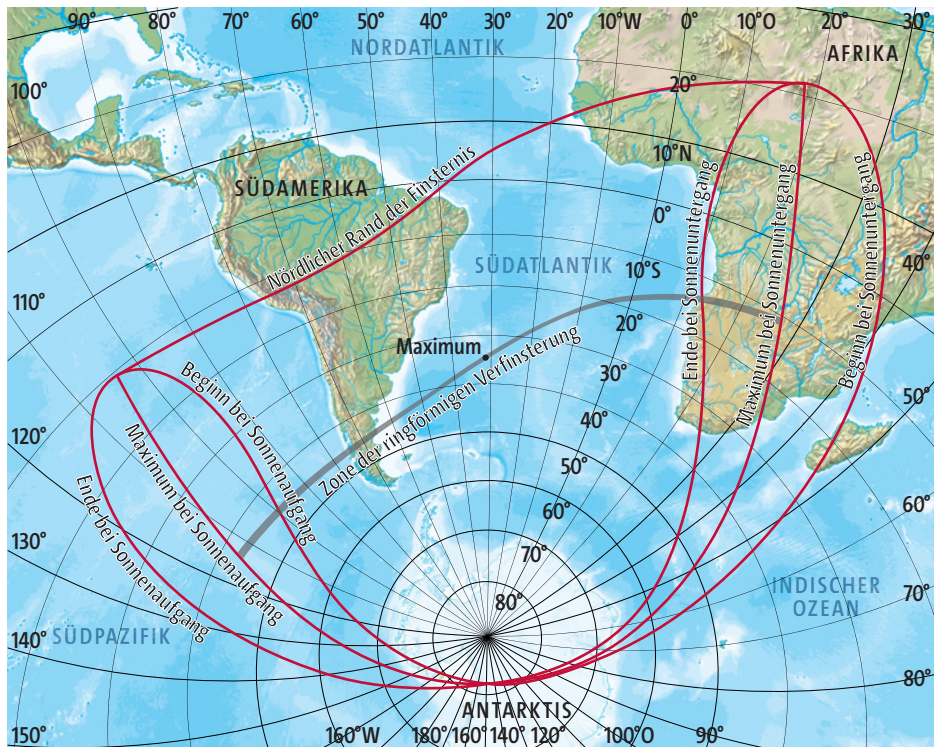 90°
80°
70°
60°
50°
40°
30°
20°
10°W
0°
10°O
20°
30°
NORDATLANTIK
AFRIKA
100°
20°
10°N
SÜDAMERIKA
Nördlicher Rand der Finsternis
0°
SÜDATLANTIK
10°S
40°
110°
20°
Maximum
30°
Ende bei Sonnenuntergang
Maximum bei Sonnenuntergang
Beginn bei Sonnenuntergang
Zone der ringförmigen Verfinsterung
Beginn bei Sonnenaufgang
Maximum bei Sonnenaufgang
Ende bei Sonnenaufgang
40°
50°
120°
50°
60°
60°
130°
70°
70°
INDISCHER
OZEAN
80°
SÜDPAZIFIK
140°
80°
ANTARKTIS
150°
160°W
180°
160°
140°
120°
100°O
90°